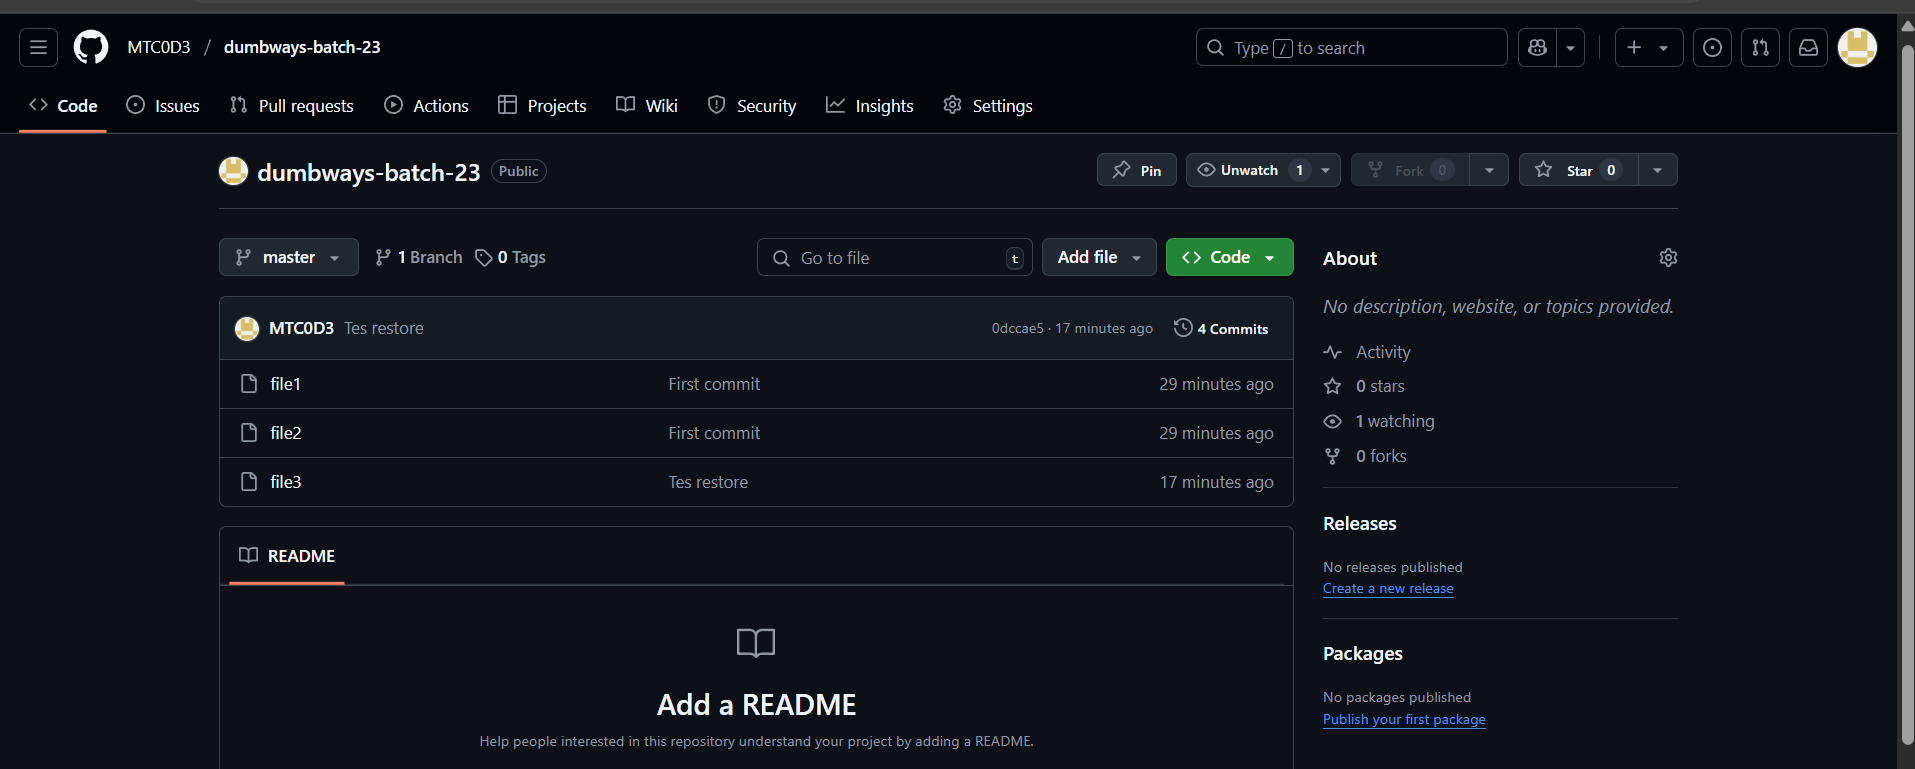 MTC0D3 / dumbways-batch-23
Type / to search
Code
Issues
Pull requests
Actions
Projects
Wiki
Security
Insights
Settings
dumbways-batch-23 Public
Pin
Unwatch 1
Fork 0
Star 0
master
1 Branch
0 Tags
Go to file t
Add file
Code
MTC0D3 Tes restore 0dccae5 · 17 minutes ago 4 Commits
file1 First commit 29 minutes ago
file2 First commit 29 minutes ago
file3 Tes restore 17 minutes ago
README
Add a README
Help people interested in this repository understand your project by adding a README.
About
No description, website, or topics provided.
Activity
0 stars
1 watching
0 forks
Releases
No releases published
Create a new release
Packages
No packages published
Publish your first package